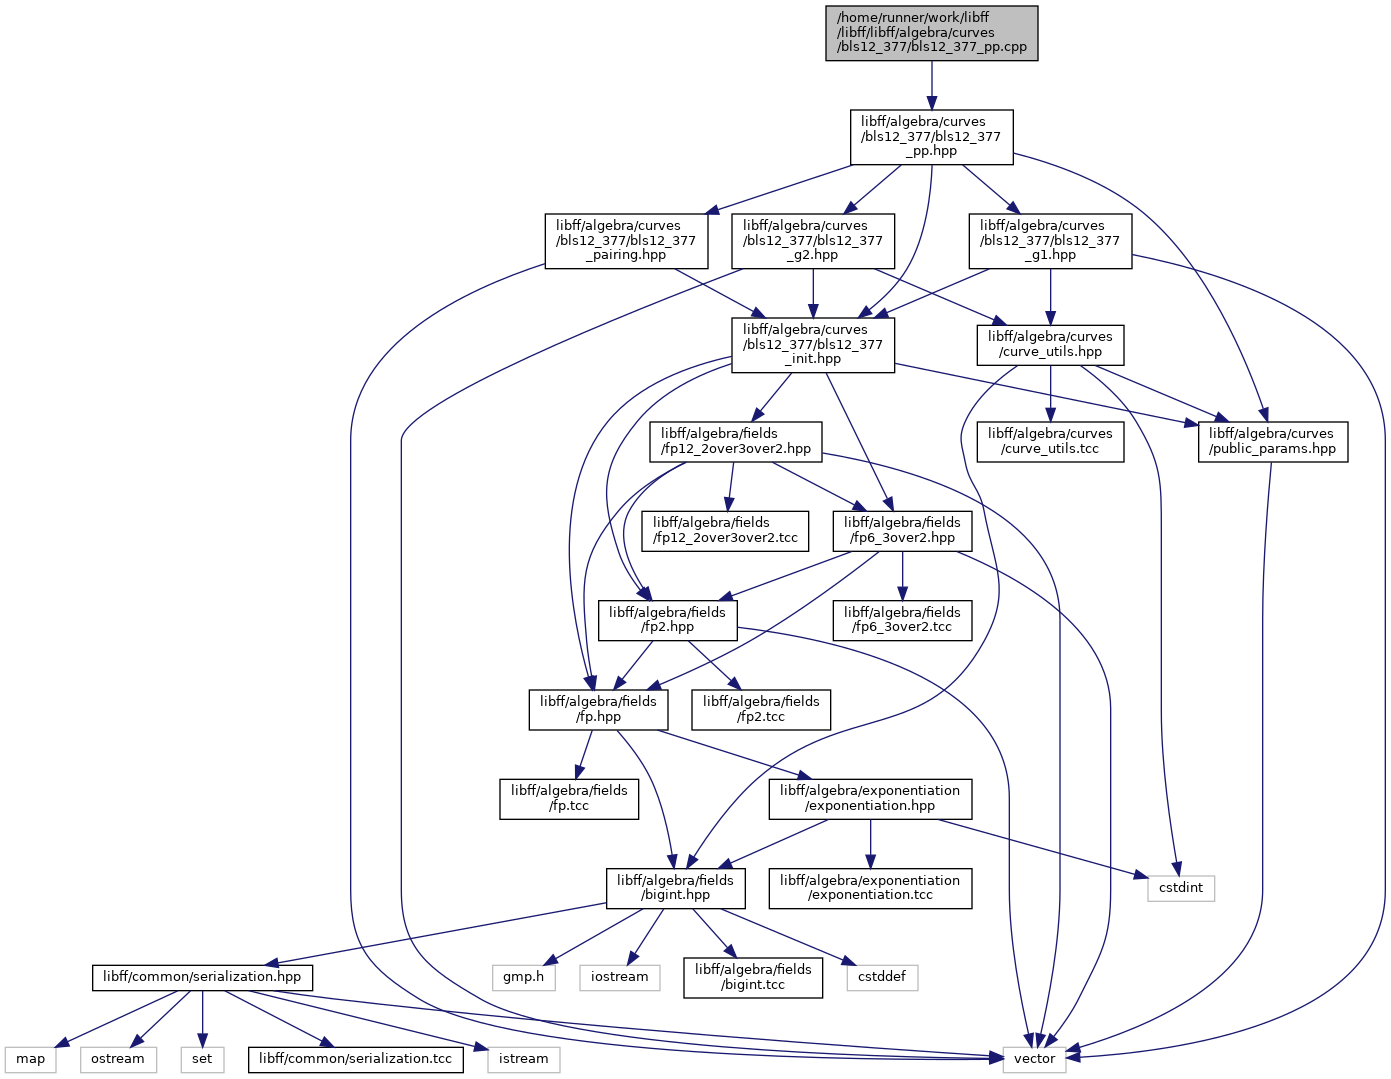 /home/runner/work/libff
/libff/libff/algebra/curves
/bls12_377/bls12_377_pp.cpp
libff/algebra/curves
/bls12_377/bls12_377
_pp.hpp
libff/algebra/curves
/bls12_377/bls12_377
_pairing.hpp
libff/algebra/curves
/bls12_377/bls12_377
_g2.hpp
libff/algebra/curves
/bls12_377/bls12_377
_g1.hpp
libff/algebra/curves
/bls12_377/bls12_377
_init.hpp
libff/algebra/curves
/curve_utils.hpp
libff/algebra/fields
/fp12_2over3over2.hpp
libff/algebra/curves
/curve_utils.tcc
libff/algebra/curves
/public_params.hpp
libff/algebra/fields
/fp12_2over3over2.tcc
libff/algebra/fields
/fp6_3over2.hpp
libff/algebra/fields
/fp2.hpp
libff/algebra/fields
/fp6_3over2.tcc
libff/algebra/fields
/fp.hpp
libff/algebra/fields
/fp2.tcc
libff/algebra/fields
/fp.tcc
libff/algebra/exponentiation
/exponentiation.hpp
libff/algebra/fields
/bigint.hpp
libff/algebra/exponentiation
/exponentiation.tcc
cstdint
libff/common/serialization.hpp
gmp.h
iostream
libff/algebra/fields
/bigint.tcc
cstddef
map
ostream
set
libff/common/serialization.tcc
istream
vector